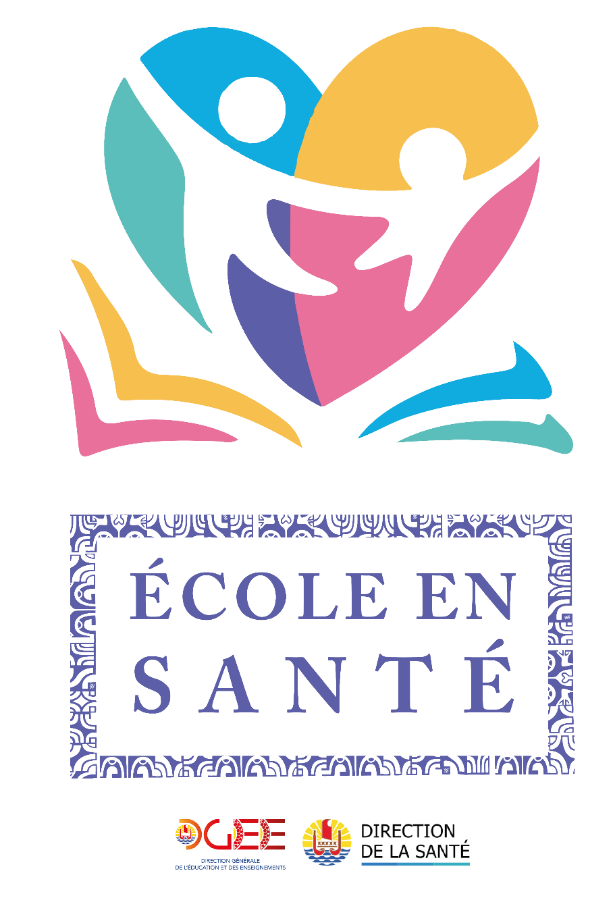 ÉCOLE EN
SANTÉ
DGEE
DIRECTION GÉNÉRALE
DE L'ÉDUCATION ET DES ENSEIGNEMENTS
DIRECTION
DE LA SANTÉ